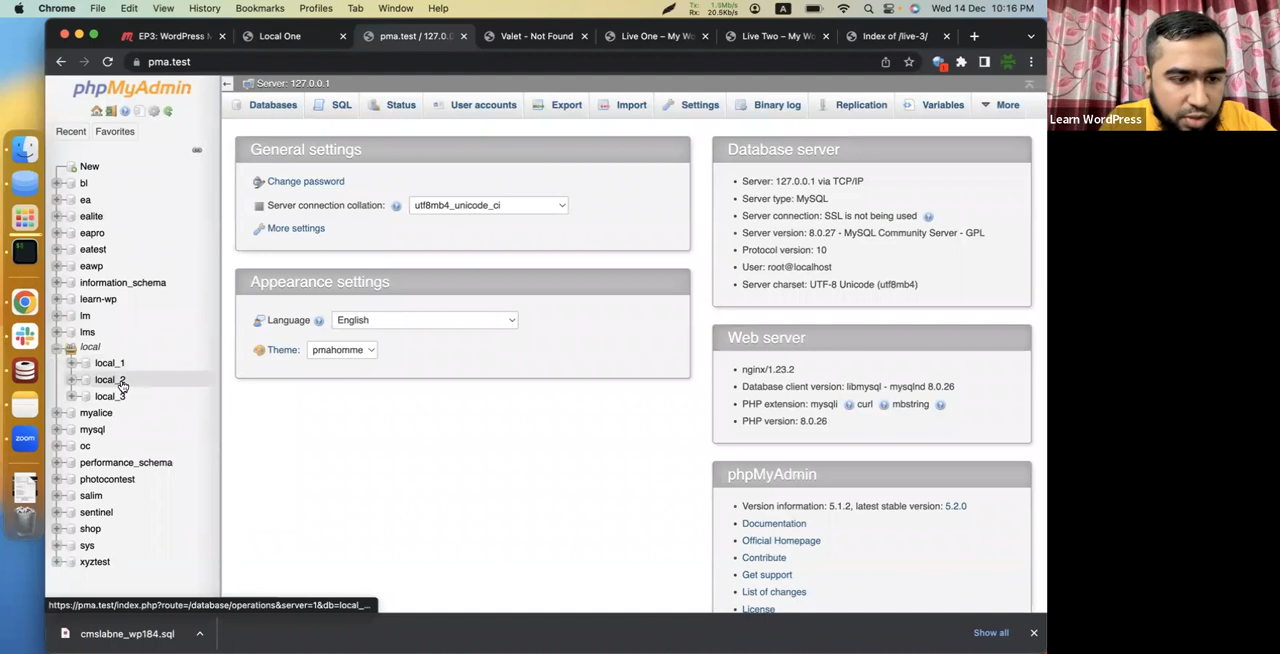 Chrome File Edit View History Bookmarks Profiles Tab Window Help
Tx: 1.5Mb/s
Rx: 20.5Kb/s
A
Wed 14 Dec 10:16 PM
EP3: WordPress M
Local One
pma.test / 127.0.0
Valet - Not Found
Live One – My Wo
Live Two – My Wo
Index of /live-3/
pma.test
phpMyAdmin
Recent Favorites
New
bl
ea
ealite
eapro
eatest
eawp
information_schema
learn-wp
lm
lms
local
local_1
local_2
local_3
myalice
mysql
oc
performance_schema
photocontest
salim
sentinel
shop
sys
xyztest
Server: 127.0.0.1
Databases SQL Status User accounts Export Import Settings Binary log Replication Variables More
General settings
Change password
Server connection collation: utf8mb4_unicode_ci
More settings
Appearance settings
Language English
Theme: pmahomme
Database server
Server: 127.0.0.1 via TCP/IP
Server type: MySQL
Server connection: SSL is not being used
Server version: 8.0.27 - MySQL Community Server - GPL
Protocol version: 10
User: root@localhost
Server charset: UTF-8 Unicode (utf8mb4)
Web server
nginx/1.23.2
Database client version: libmysql - mysqlnd 8.0.26
PHP extension: mysqli curl mbstring
PHP version: 8.0.26
phpMyAdmin
Version information: 5.1.2, latest stable version: 5.2.0
Documentation
Official Homepage
Contribute
Get support
List of changes
License
https://pma.test/index.php?route=/database/operations&server=1&db=local_...
cmslabne_wp184.sql
Show all
zoom
Learn WordPress